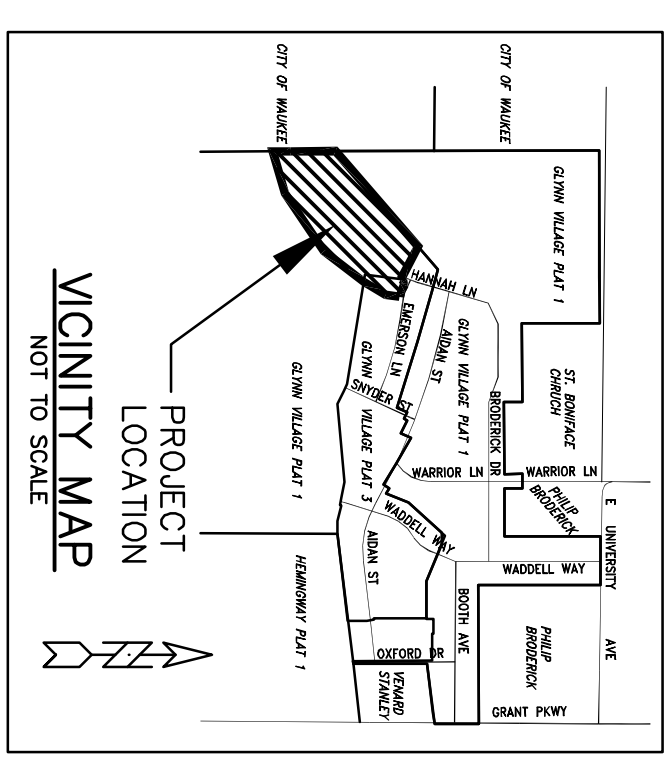 CITY OF WAUKEE
CITY OF WAUKEE
GLYNN VILLAGE PLAT 1
ST. BONIFACE
CHRUCH
E UNIVERSITY AVE
HANNAH LN
EMERSON LN
AIDAN ST
GLYNN VILLAGE PLAT 1
BRODERICK DR
WARRIOR LN
WARRIOR LN
PHILIP
BRODERICK
SNYDER ST
GLYNN VILLAGE PLAT 3
WADDELL WAY
WADDELL WAY
AIDAN ST
BOOTH AVE
PHILIP
BRODERICK
OXFORD DR
VENARD
STANLEY
GRANT PKWY
GLYNN VILLAGE PLAT 1
HEMINGWAY PLAT 1
PROJECT
LOCATION
VICINITY MAP
NOT TO SCALE
N